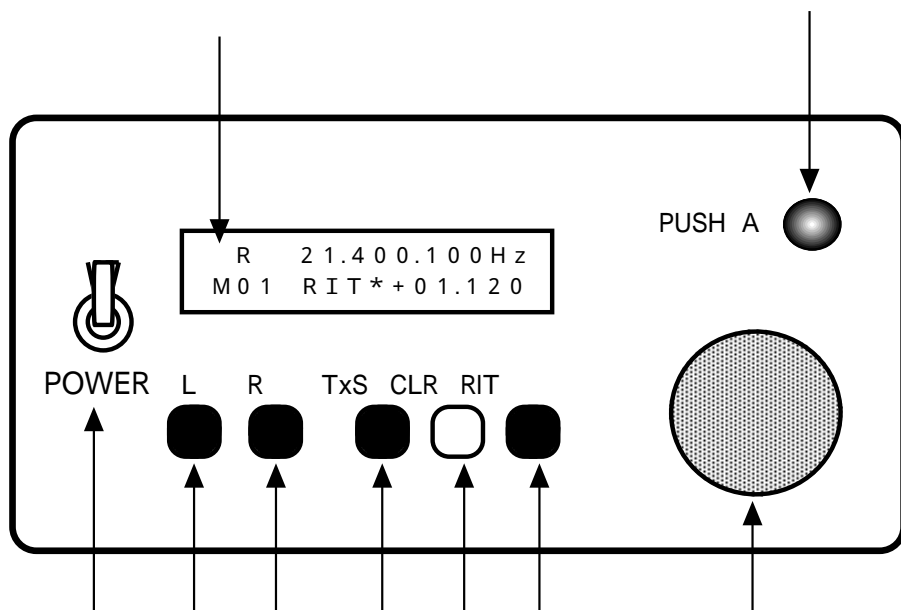 PUSH A
R 21.400.100Hz
M01 RIT*+01.120
POWER L R TxS CLR RIT